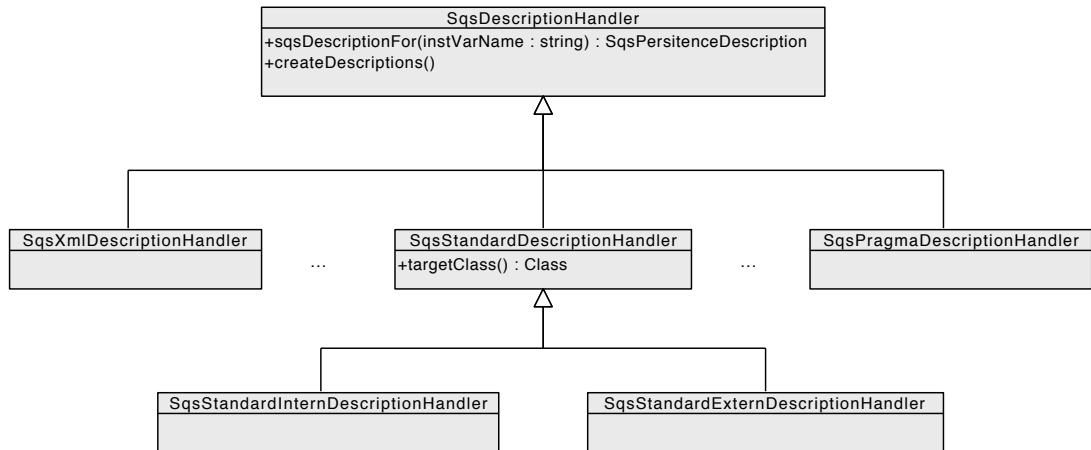 SqsDescriptionHandler
+sqsDescriptionFor(instVarName : string) : SqsPersitenceDescription
+createDescriptions()
SqsXmlDescriptionHandler
SqsStandardDescriptionHandler
SqsPragmaDescriptionHandler
...
+targetClass() : Class
...
SqsStandardInternDescriptionHandler
SqsStandardExternDescriptionHandler